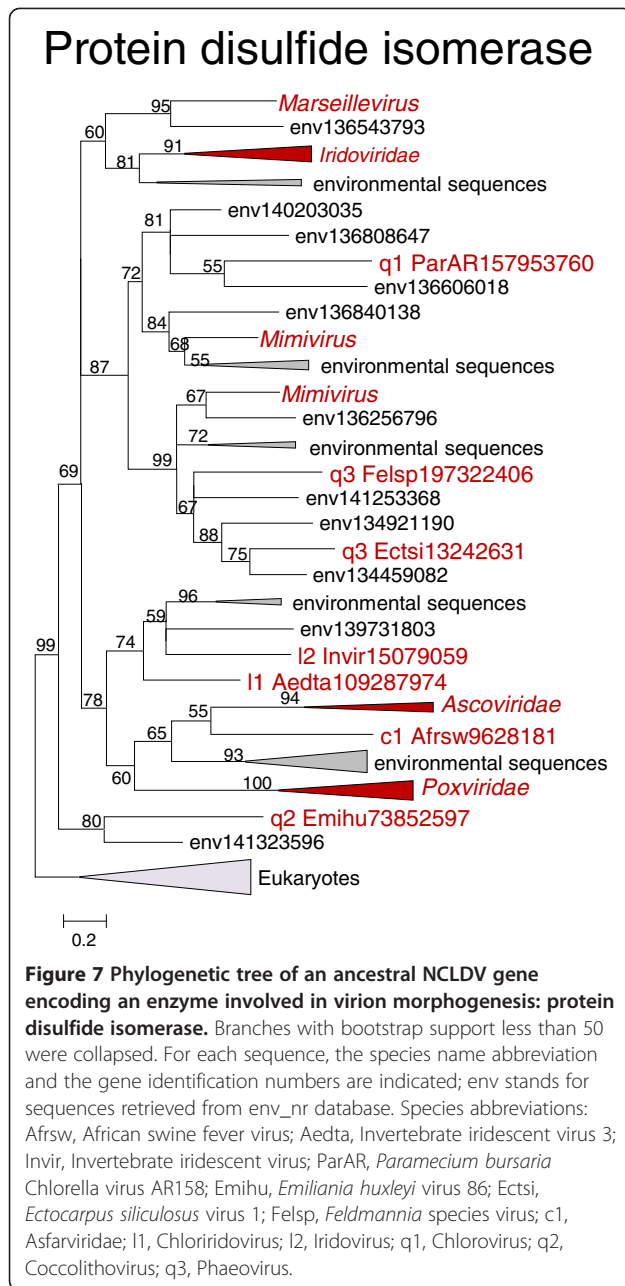 Protein disulfide isomerase
95
Marseillevirus
60
env136543793
91
Iridoviridae
81
environmental sequences
env140203035
81
env136808647
72
55
q1 ParAR157953760
env136606018
env136840138
84
68
Mimivirus
55
environmental sequences
87
67
Mimivirus
env136256796
72
environmental sequences
99
q3 Felsp197322406
67
env141253368
69
env134921190
88
75
q3 Ectsi13242631
env134459082
96
environmental sequences
59
env139731803
74
l2 Invir15079059
99
l1 Aedta109287974
78
94
Ascoviridae
55
65
c1 Afrsw9628181
93
environmental sequences
60
100
Poxviridae
q2 Emihu73852597
80
env141323596
Eukaryotes
0.2
Figure 7 Phylogenetic tree of an ancestral NCLDV gene
encoding an enzyme involved in virion morphogenesis: protein
disulfide isomerase. Branches with bootstrap support less than 50
were collapsed. For each sequence, the species name abbreviation
and the gene identification numbers are indicated; env stands for
sequences retrieved from env_nr database. Species abbreviations:
Afrsw, African swine fever virus; Aedta, Invertebrate iridescent virus 3;
Invir, Invertebrate iridescent virus; ParAR, Paramecium bursaria
Chlorella virus AR158; Emihu, Emiliania huxleyi virus 86; Ectsi,
Ectocarpus siliculosus virus 1; Felsp, Feldmannia species virus; c1,
Asfarviridae; l1, Chloriridovirus; l2, Iridovirus; q1, Chlorovirus; q2,
Coccolithovirus; q3, Phaeovirus.